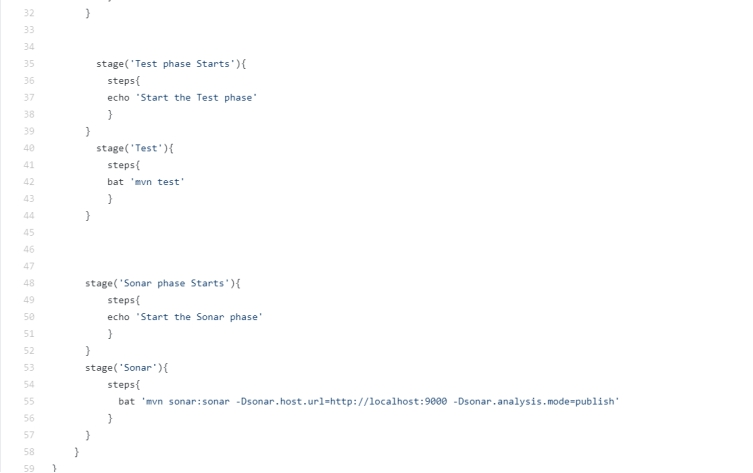 32 }
33
34
35 stage('Test phase Starts'){
36 steps{
37 echo 'Start the Test phase'
38 }
39 }
40 stage('Test'){
41 steps{
42 bat 'mvn test'
43 }
44 }
45
46
47
48 stage('Sonar phase Starts'){
49 steps{
50 echo 'Start the Sonar phase'
51 }
52 }
53 stage('Sonar'){
54 steps{
55 bat 'mvn sonar:sonar -Dsonar.host.url=http://localhost:9000 -Dsonar.analysis.mode=publish'
56 }
57 }
58 }
59 }